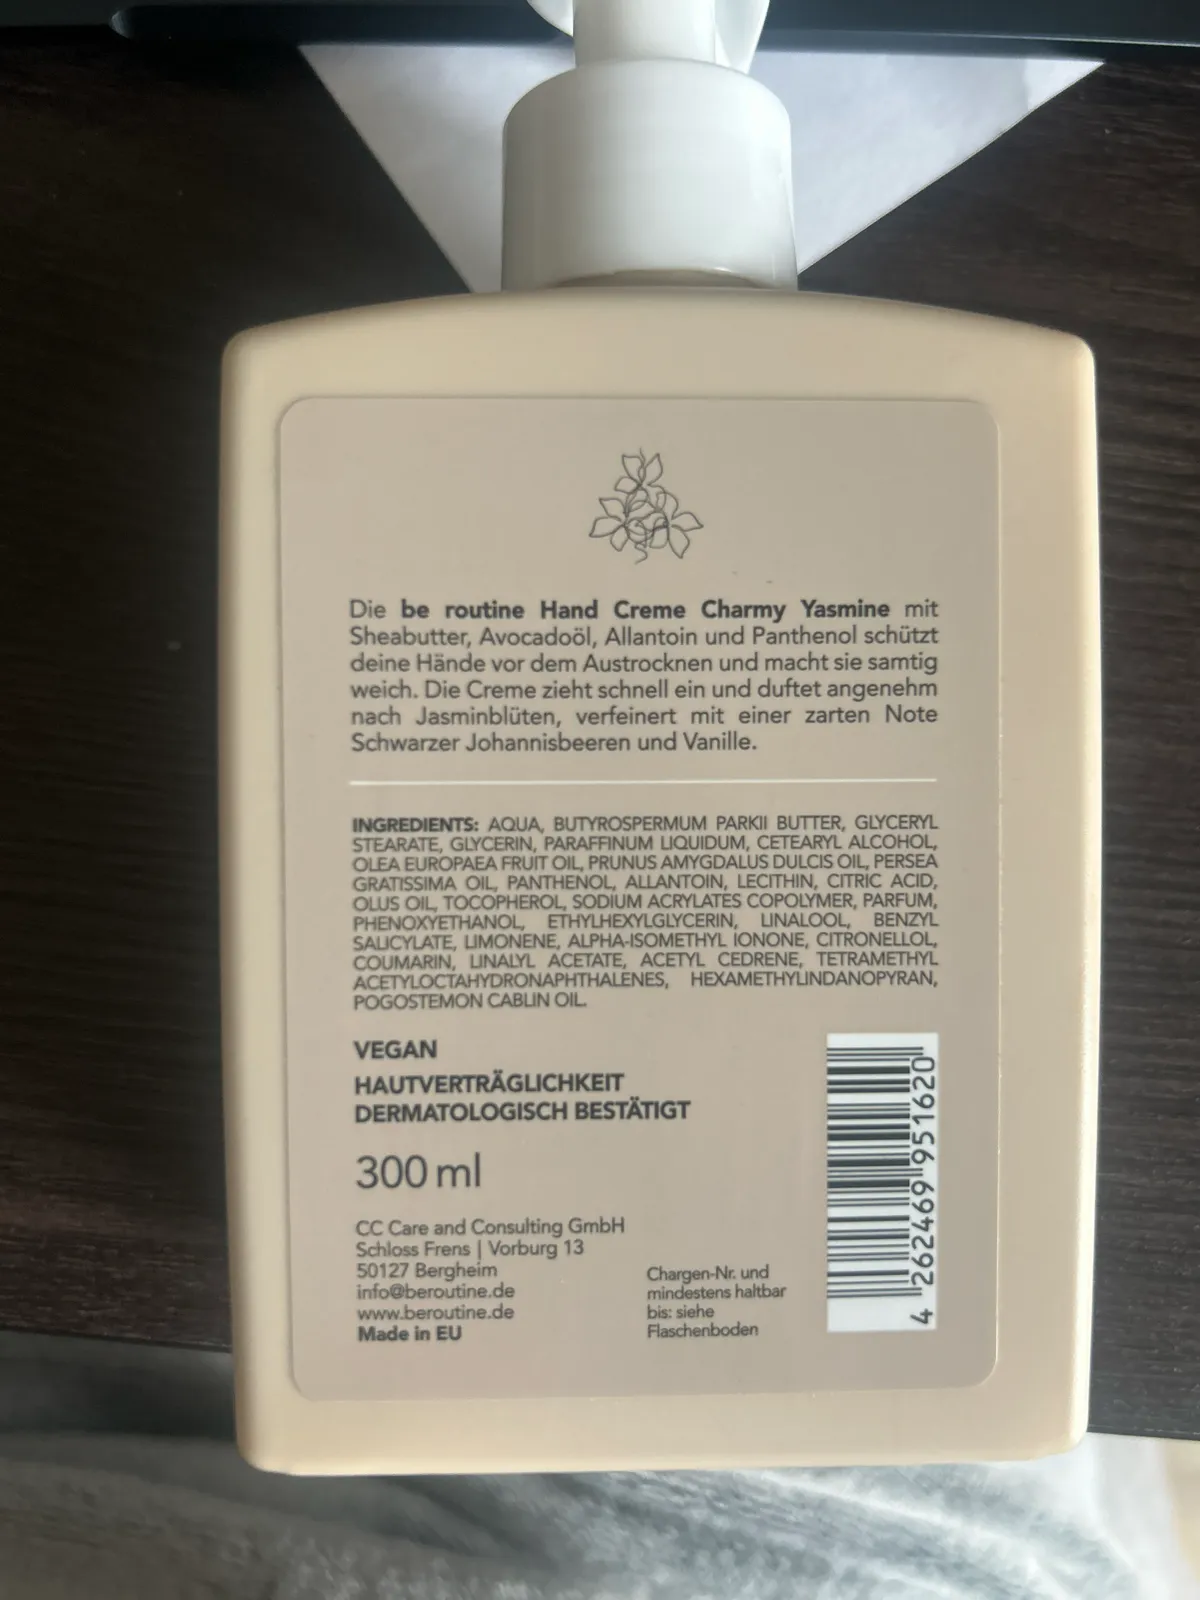 Die be routine Hand Creme Charmy Yasmine mit
Sheabutter, Avocadoöl, Allantoin und Panthenol schützt
deine Hände vor dem Austrocknen und macht sie samtig
weich. Die Creme zieht schnell ein und duftet angenehm
nach Jasminblüten, verfeinert mit einer zarten Note
Schwarzer Johannisbeeren und Vanille.
INGREDIENTS: AQUA, BUTYROSPERMUM PARKII BUTTER, GLYCERYL
STEARATE, GLYCERIN, PARAFFINUM LIQUIDUM, CETEARYL ALCOHOL,
OLEA EUROPAEA FRUIT OIL, PRUNUS AMYGDALUS DULCIS OIL, PERSEA
GRATISSIMA OIL, PANTHENOL, ALLANTOIN, LECITHIN, CITRIC ACID,
OLUS OIL, TOCOPHEROL, SODIUM ACRYLATES COPOLYMER, PARFUM,
PHENOXYETHANOL, ETHYLHEXYLGLYCERIN, LINALOOL, BENZYL
SALICYLATE, LIMONENE, ALPHA-ISOMETHYL IONONE, CITRONELLOL,
COUMARIN, LINALYL ACETATE, ACETYL CEDRENE, TETRAMETHYL
ACETYLOCTAHYDRONAPHTHALENES, HEXAMETHYLINDANOPYRAN,
POGOSTEMON CABLIN OIL.
VEGAN
HAUTVERTRÄGLICHKEIT
DERMATOLOGISCH BESTÄTIGT
300 ml
CC Care and Consulting GmbH
Schloss Frens | Vorburg 13
50127 Bergheim
info@beroutine.de
www.beroutine.de
Made in EU
Chargen-Nr. und
mindestens haltbar
bis: siehe
Flaschenboden
4 262469 951620